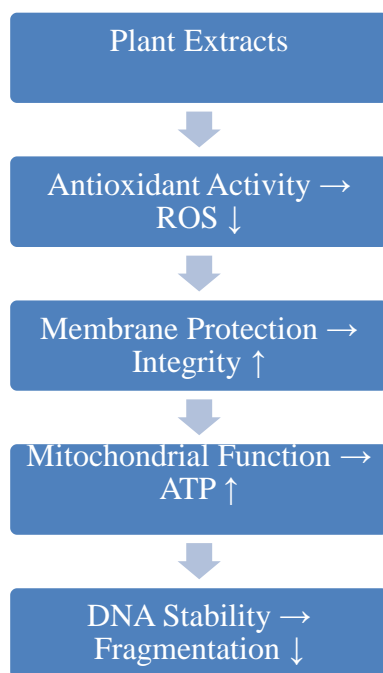 Plant Extracts
Antioxidant Activity →
ROS ↓
Membrane Protection →
Integrity ↑
Mitochondrial Function →
ATP ↑
DNA Stability →
Fragmentation ↓